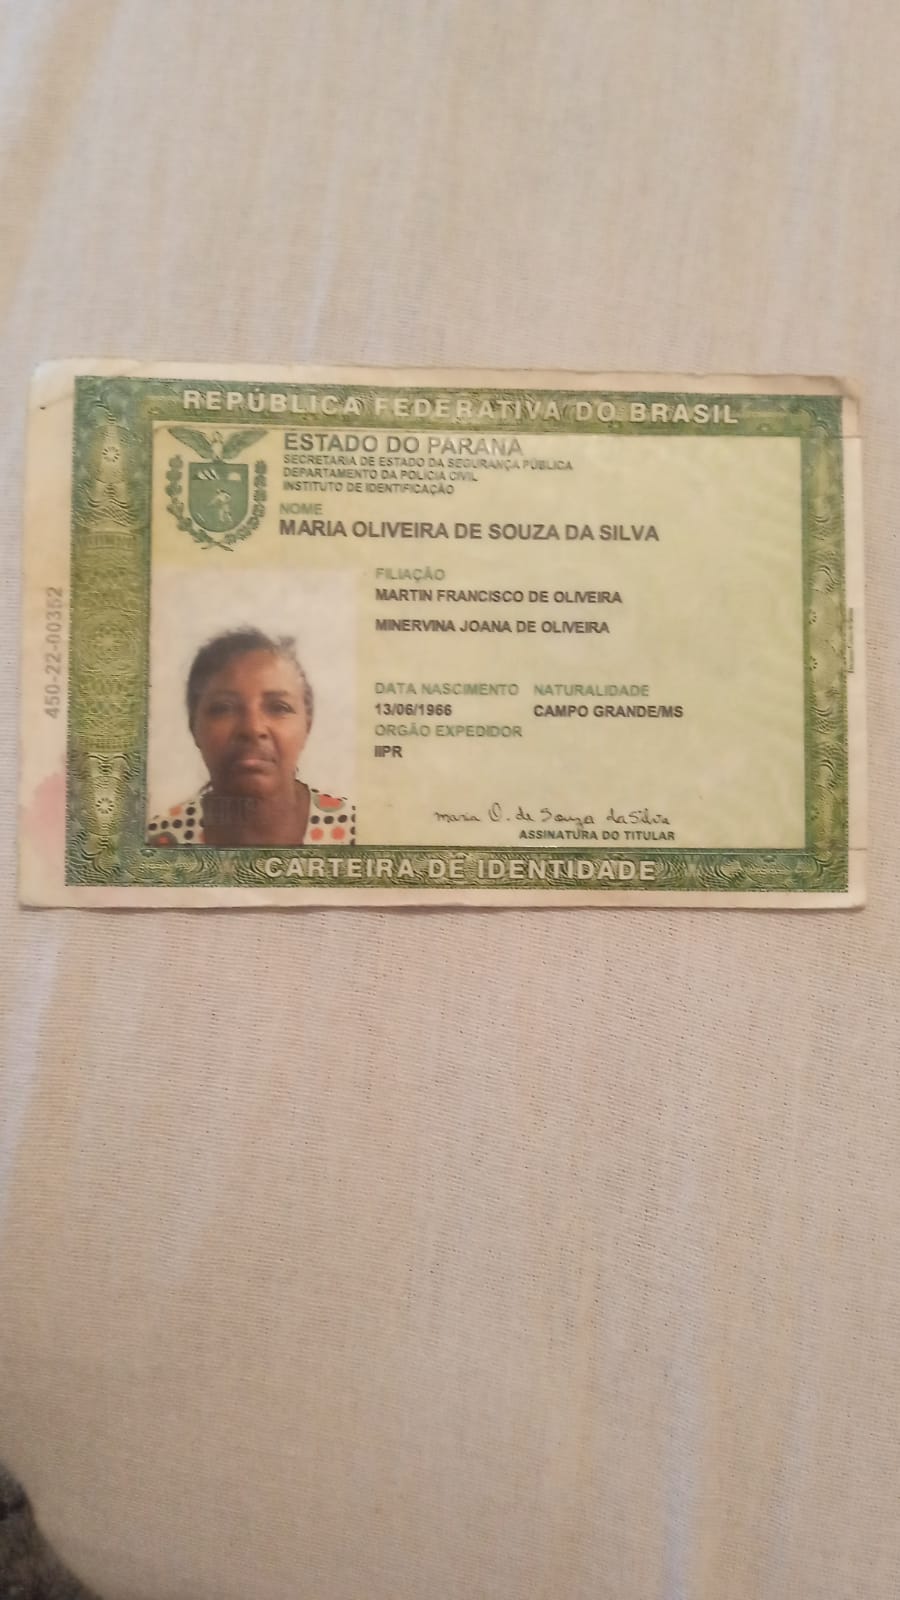 REPÚBLICA FEDERATIVA DO BRASIL
ESTADO DO PARANÁ
SECRETARIA DE ESTADO DA SEGURANÇA PÚBLICA
DEPARTAMENTO DA POLÍCIA CIVIL
INSTITUTO DE IDENTIFICAÇÃO
NOME
MARIA OLIVEIRA DE SOUZA DA SILVA
FILIAÇÃO
MARTIN FRANCISCO DE OLIVEIRA
MINERVINA JOANA DE OLIVEIRA
DATA NASCIMENTO NATURALIDADE
13/06/1966 CAMPO GRANDE/MS
ORGÃO EXPEDIDOR
IIPR
maria O. de Souza da Silva
ASSINATURA DO TITULAR
CARTEIRA DE IDENTIDADE
450-22-00352